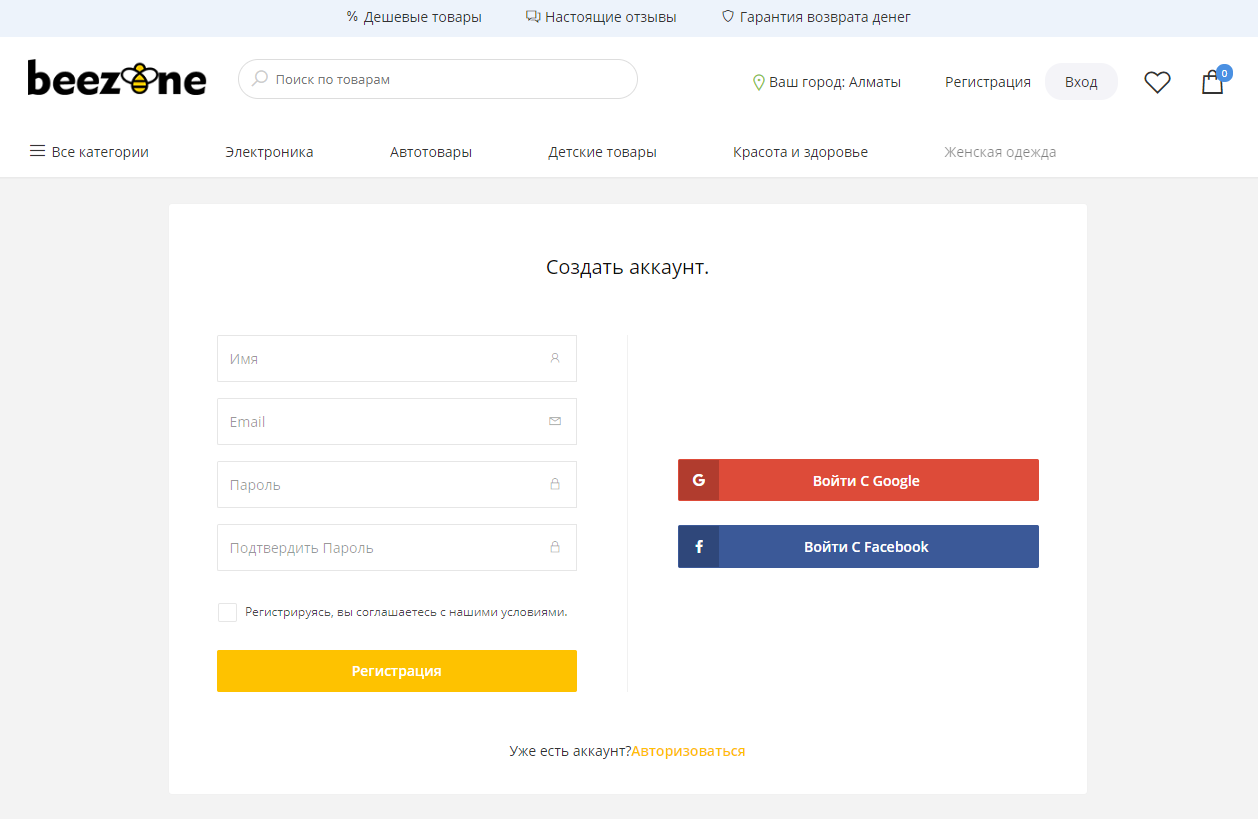 % Дешевые товары Настоящие отзывы Гарантия возврата денег
beezone Поиск по товарам Ваш город: Алматы Регистрация Вход 0
Все категории Электроника Автотовары Детские товары Красота и здоровье Женская одежда
Создать аккаунт.
Имя
Email
Пароль
Подтвердить Пароль
G Войти С Google
f Войти С Facebook
Регистрируясь, вы соглашаетесь с нашими условиями.
Регистрация
Уже есть аккаунт?Авторизоваться